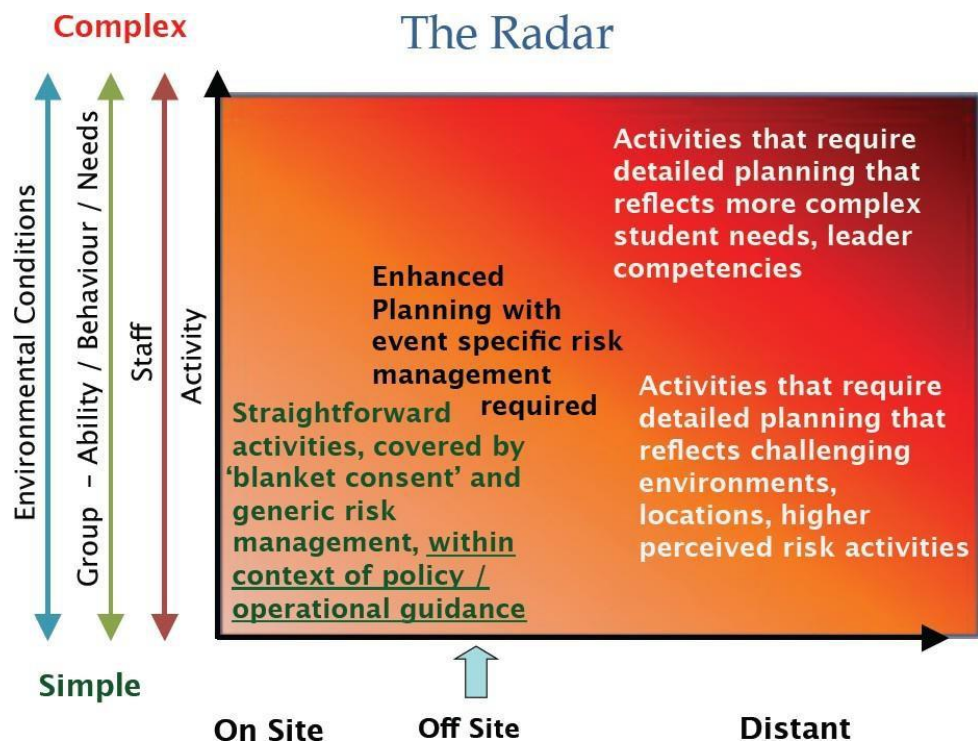 Complex
The Radar
Environmental Conditions
Group – Ability / Behaviour / Needs
Staff
Activity
Activities that require
detailed planning that
reflects more complex
student needs, leader
competencies
Enhanced
Planning with
event specific risk
management
required
Straightforward
activities, covered by
‘blanket consent’ and
generic risk
management, within
context of policy /
operational guidance
Activities that require
detailed planning that
reflects challenging
environments,
locations, higher
perceived risk activities
Simple
On Site
Off Site
Distant